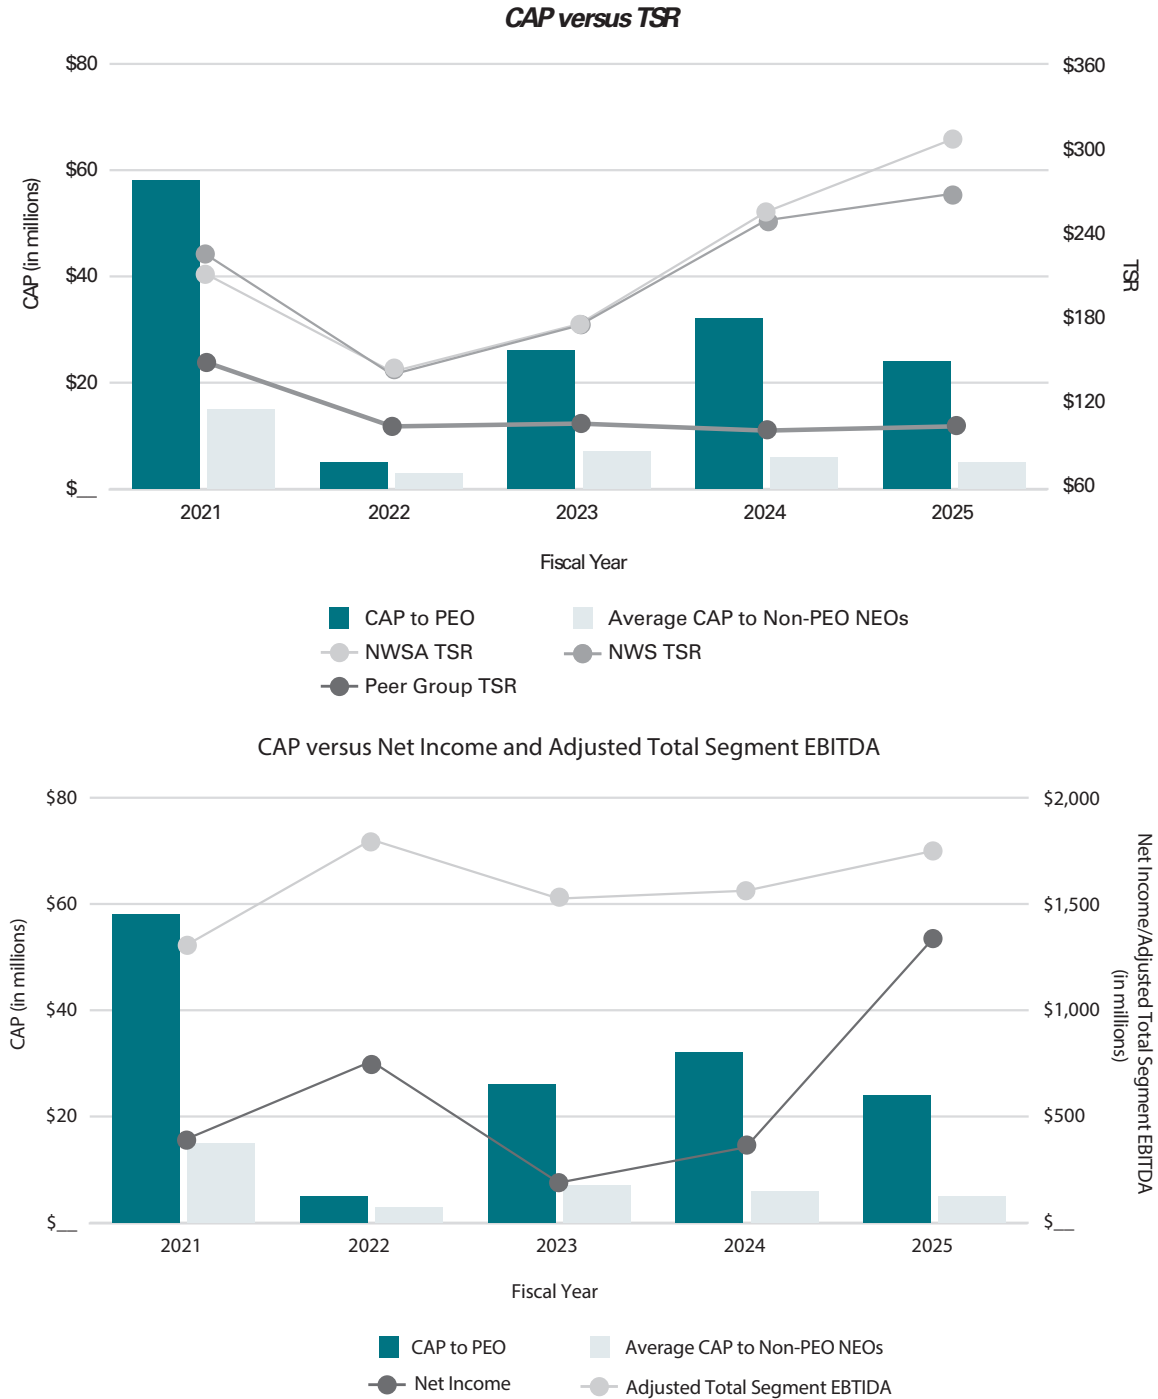 CAP versus TSR
$80
$60
$40
$20
$__
CAP (in millions)
$360
$300
$240
$180
$120
$60
TSR
2021 2022 2023 2024 2025
Fiscal Year
CAP to PEO Average CAP to Non-PEO NEOs
NWSA TSR NWS TSR
Peer Group TSR
CAP versus Net Income and Adjusted Total Segment EBITDA
$80
$60
$40
$20
$__
CAP (in millions)
$2,000
$1,500
$1,000
$500
$__
Net Income/Adjusted Total Segment EBITDA
(in millions)
2021 2022 2023 2024 2025
Fiscal Year
CAP to PEO Average CAP to Non-PEO NEOs
Net Income Adjusted Total Segment EBTIDA